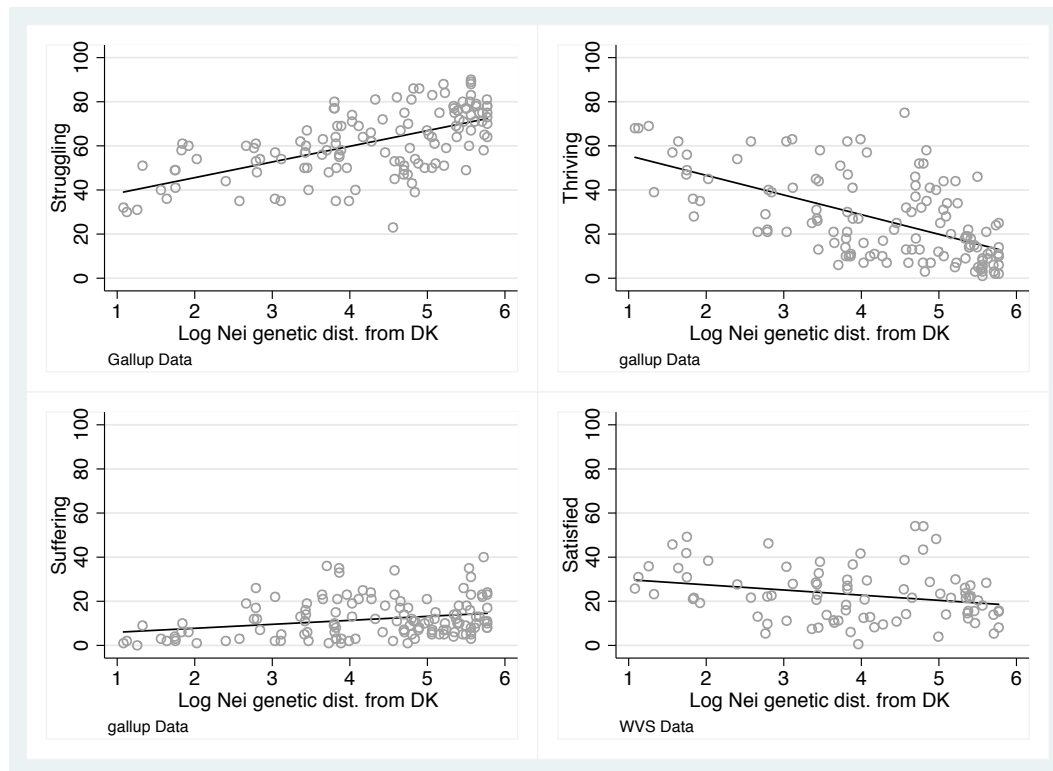 Struggling
100
80
60
40
20
0
1 2 3 4 5 6
Log Nei genetic dist. from DK
Gallup Data
Thriving
100
80
60
40
20
0
1 2 3 4 5 6
Log Nei genetic dist. from DK
gallup Data
Suffering
100
80
60
40
20
0
1 2 3 4 5 6
Log Nei genetic dist. from DK
gallup Data
Satisfied
100
80
60
40
20
0
1 2 3 4 5 6
Log Nei genetic dist. from DK
WVS Data